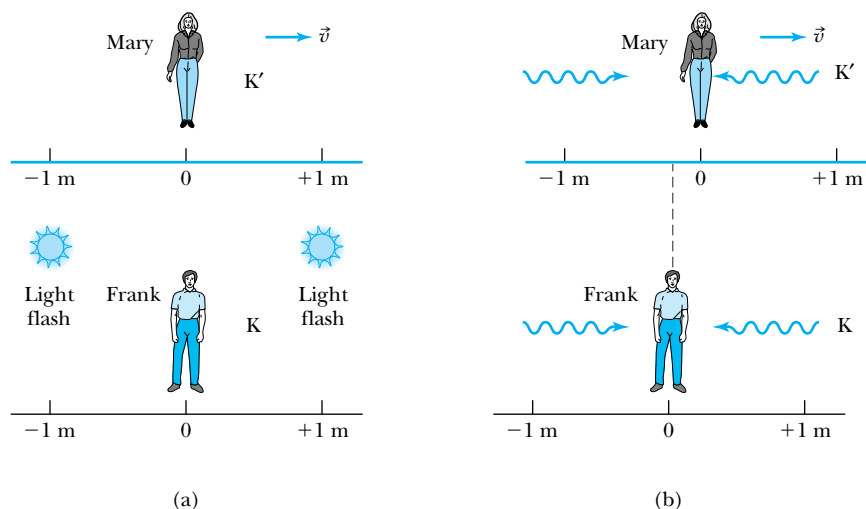 Mary
v⃗
K′
−1 m 0 +1 m
Light flash
Frank
Light flash
K
−1 m 0 +1 m
(a)
Mary
v⃗
K′
−1 m 0 +1 m
Frank
K
−1 m 0 +1 m
(b)